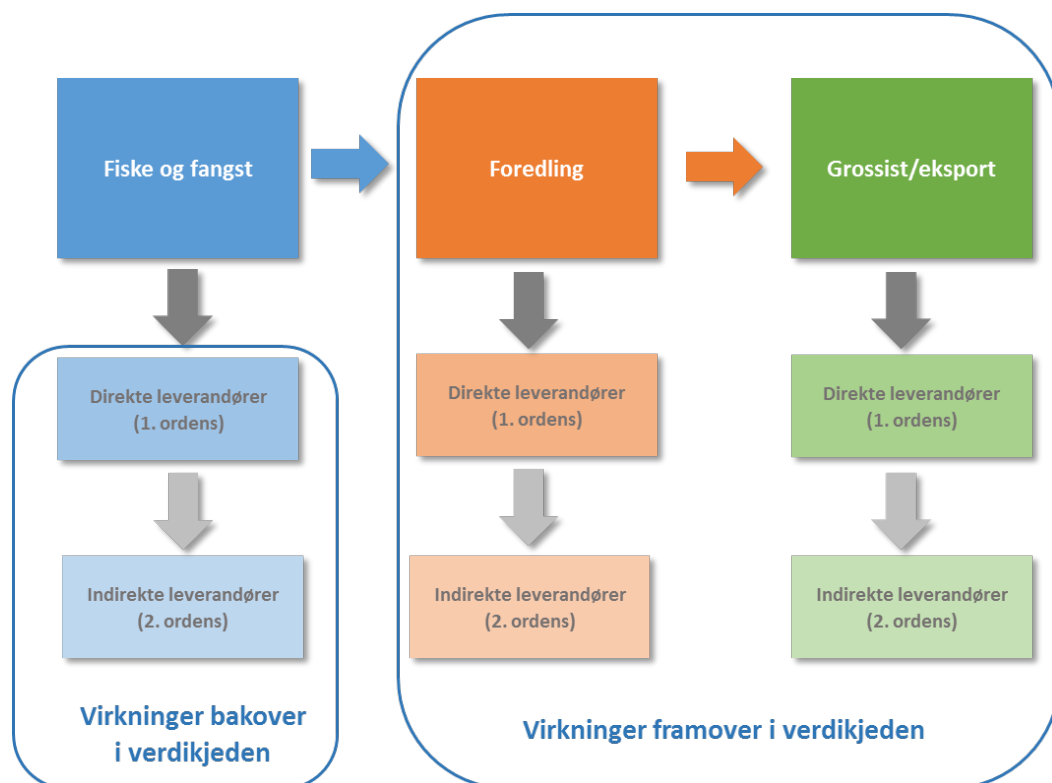 Fiske og fangst
Foredling
Grossist/eksport
Direkte leverandører
(1. ordens)
Direkte leverandører
(1. ordens)
Direkte leverandører
(1. ordens)
Indirekte leverandører
(2. ordens)
Indirekte leverandører
(2. ordens)
Indirekte leverandører
(2. ordens)
Virkninger bakover
i verdikjeden
Virkninger framover i verdikjeden